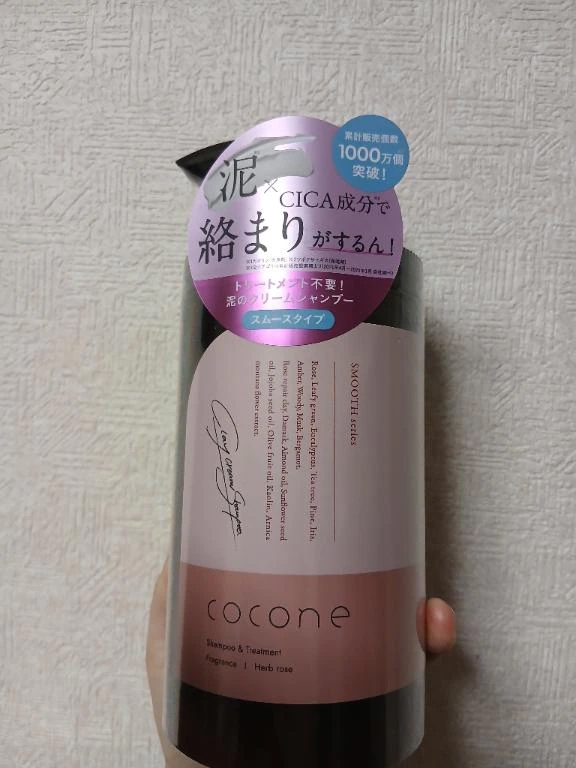 累計販売個数
1000万個
突破!
泥
×
CICA成分で
絡まりがするん!
トリートメント不要!
泥のクリームシャンプー
スムースタイプ
SMOOTH series
Rose, Leafy green, Eucalyptus, Tea tree, Pine, Iris,
Amber, Woody, Musk, Bergamot.
Rose repair clay, Damask, Almond oil, Sunflower seed
oil, Jojoba seed oil, Olive fruit oil, Kaolin, Arnica
montana flower extract.
Clay cream shampoo
cocone
Shampoo & Treatment
Fragrance | Herb rose